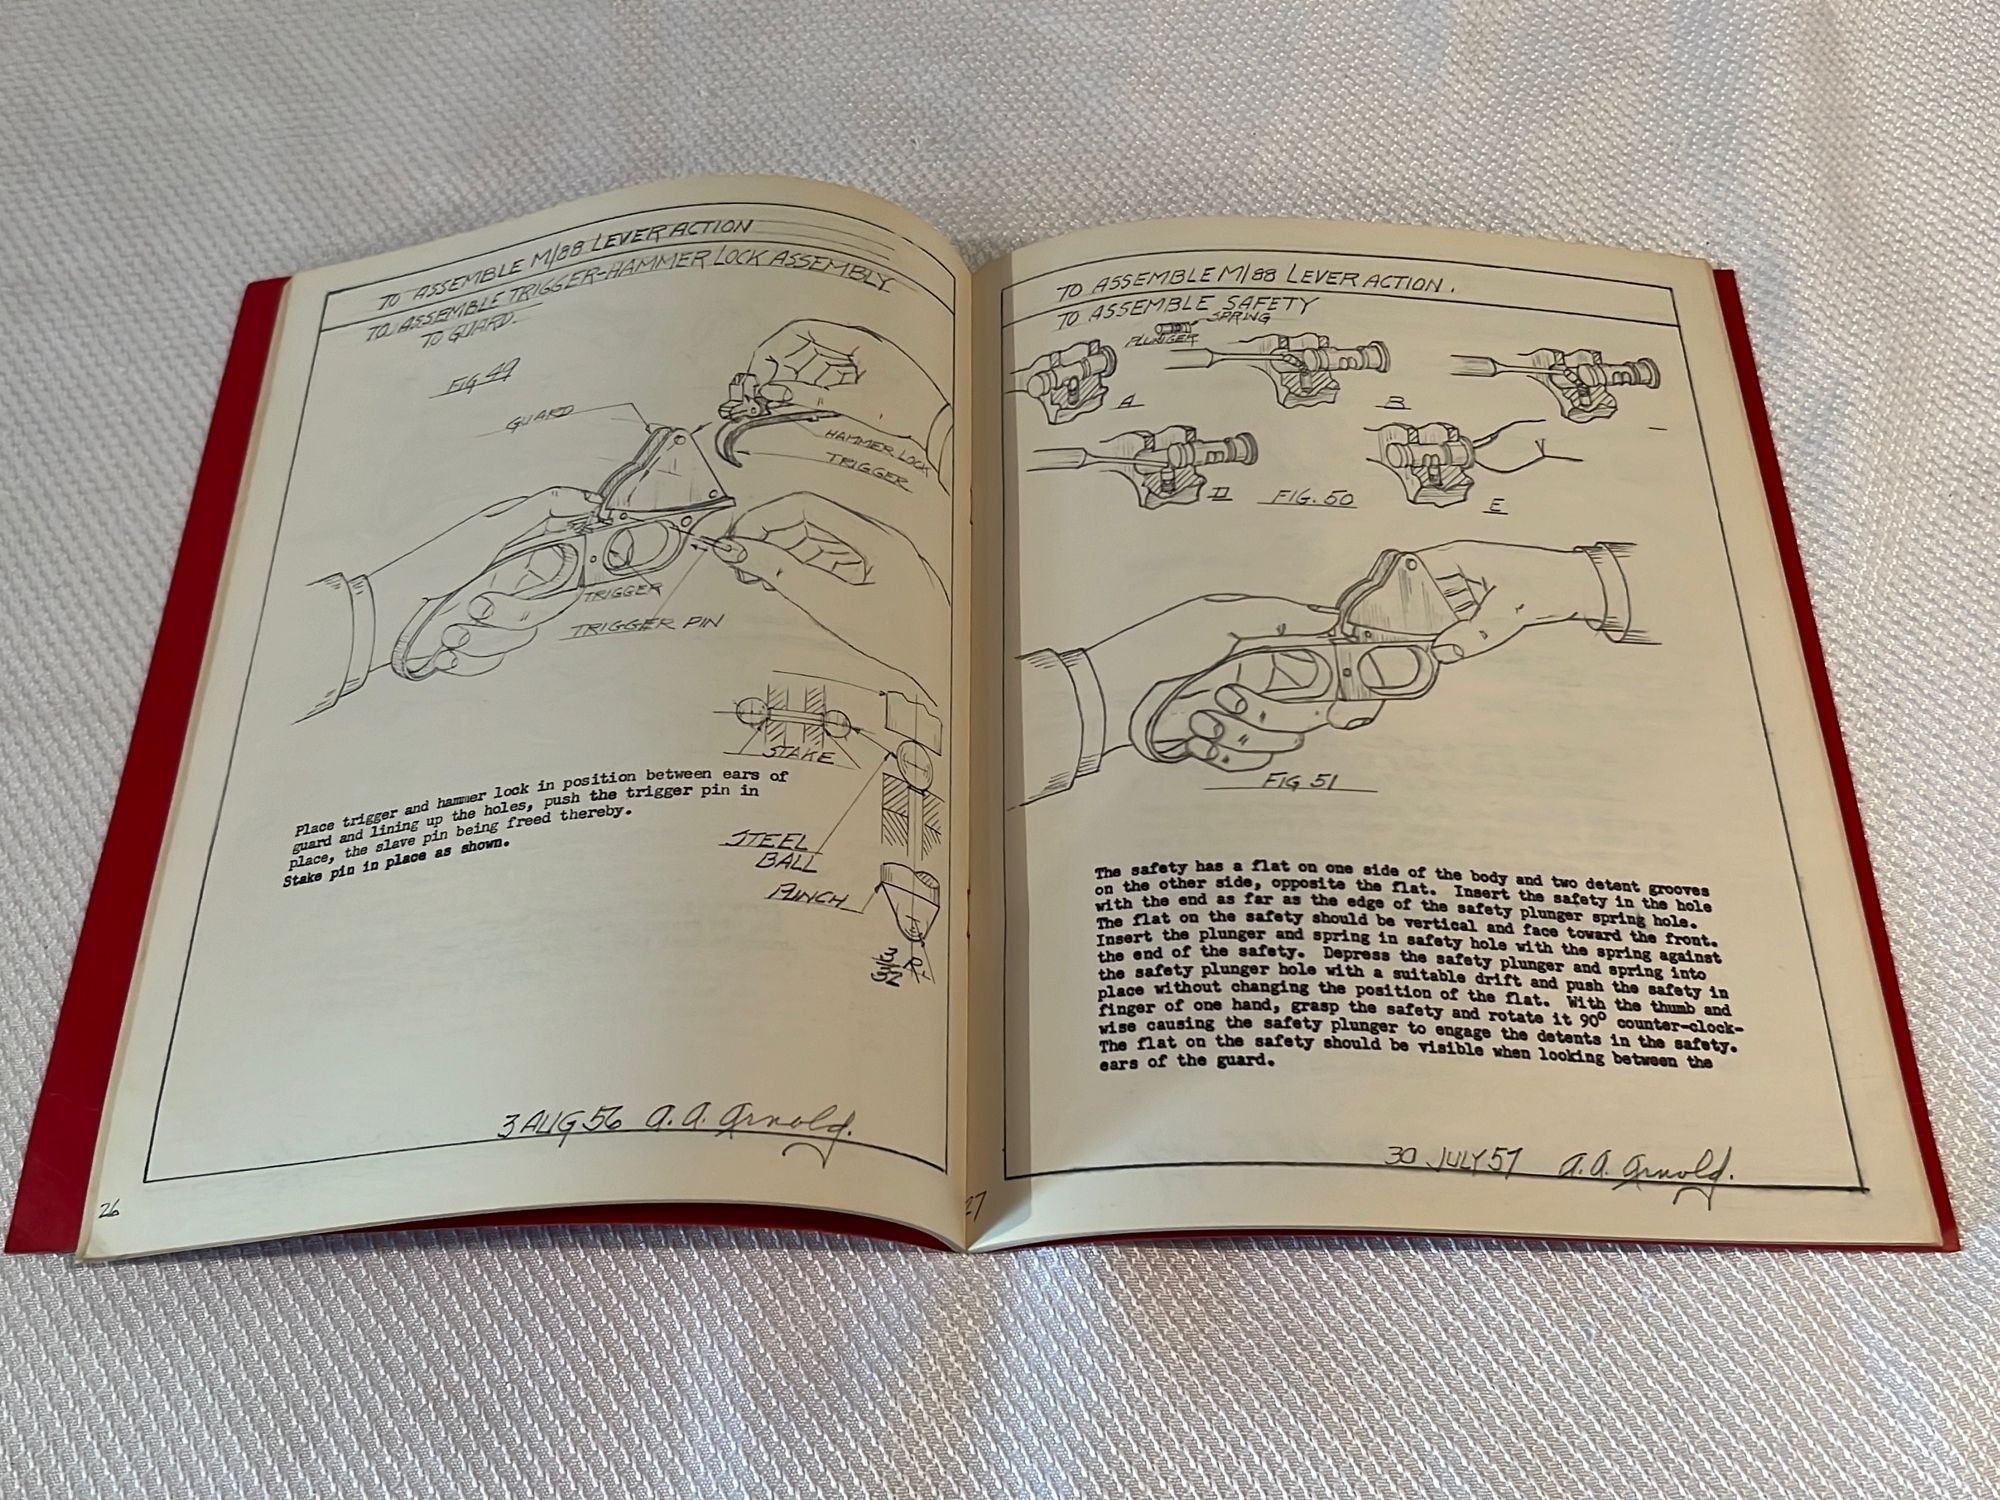 TO ASSEMBLE M/88 LEVER ACTION
TO ASSEMBLE TRIGGER-HAMMER LOCK ASSEMBLY
TO GUARD.
FIG 49
GUARD
HAMMER LOCK
TRIGGER
TRIGGER
TRIGGER PIN
STAKE
STEEL
BALL
PUNCH
Place trigger and hammer lock in position between ears of
guard and lining up the holes, push the trigger pin in
place, the slave pin being freed thereby.
Stake pin in place as shown.
3 AUG 56 A. A. Arnold.
26
TO ASSEMBLE M/88 LEVER ACTION.
TO ASSEMBLE SAFETY
SPRING
PLUNGER
A
B
D
FIG. 50
E
FIG 51
The safety has a flat on one side of the body and two detent grooves
on the other side, opposite the flat. Insert the safety in the hole
with the end as far as the edge of the safety plunger spring hole.
The flat on the safety should be vertical and face toward the front.
Insert the plunger and spring in safety hole with the spring against
the end of the safety. Depress the safety plunger and spring into
the safety plunger hole with a suitable drift and push the safety in
place without changing the position of the flat. With the thumb and
finger of one hand, grasp the safety and rotate it 90° counter-clock-
wise causing the safety plunger to engage the detents in the safety.
The flat on the safety should be visible when looking between the
ears of the guard.
30 JULY 57 A. A. Arnold.
27